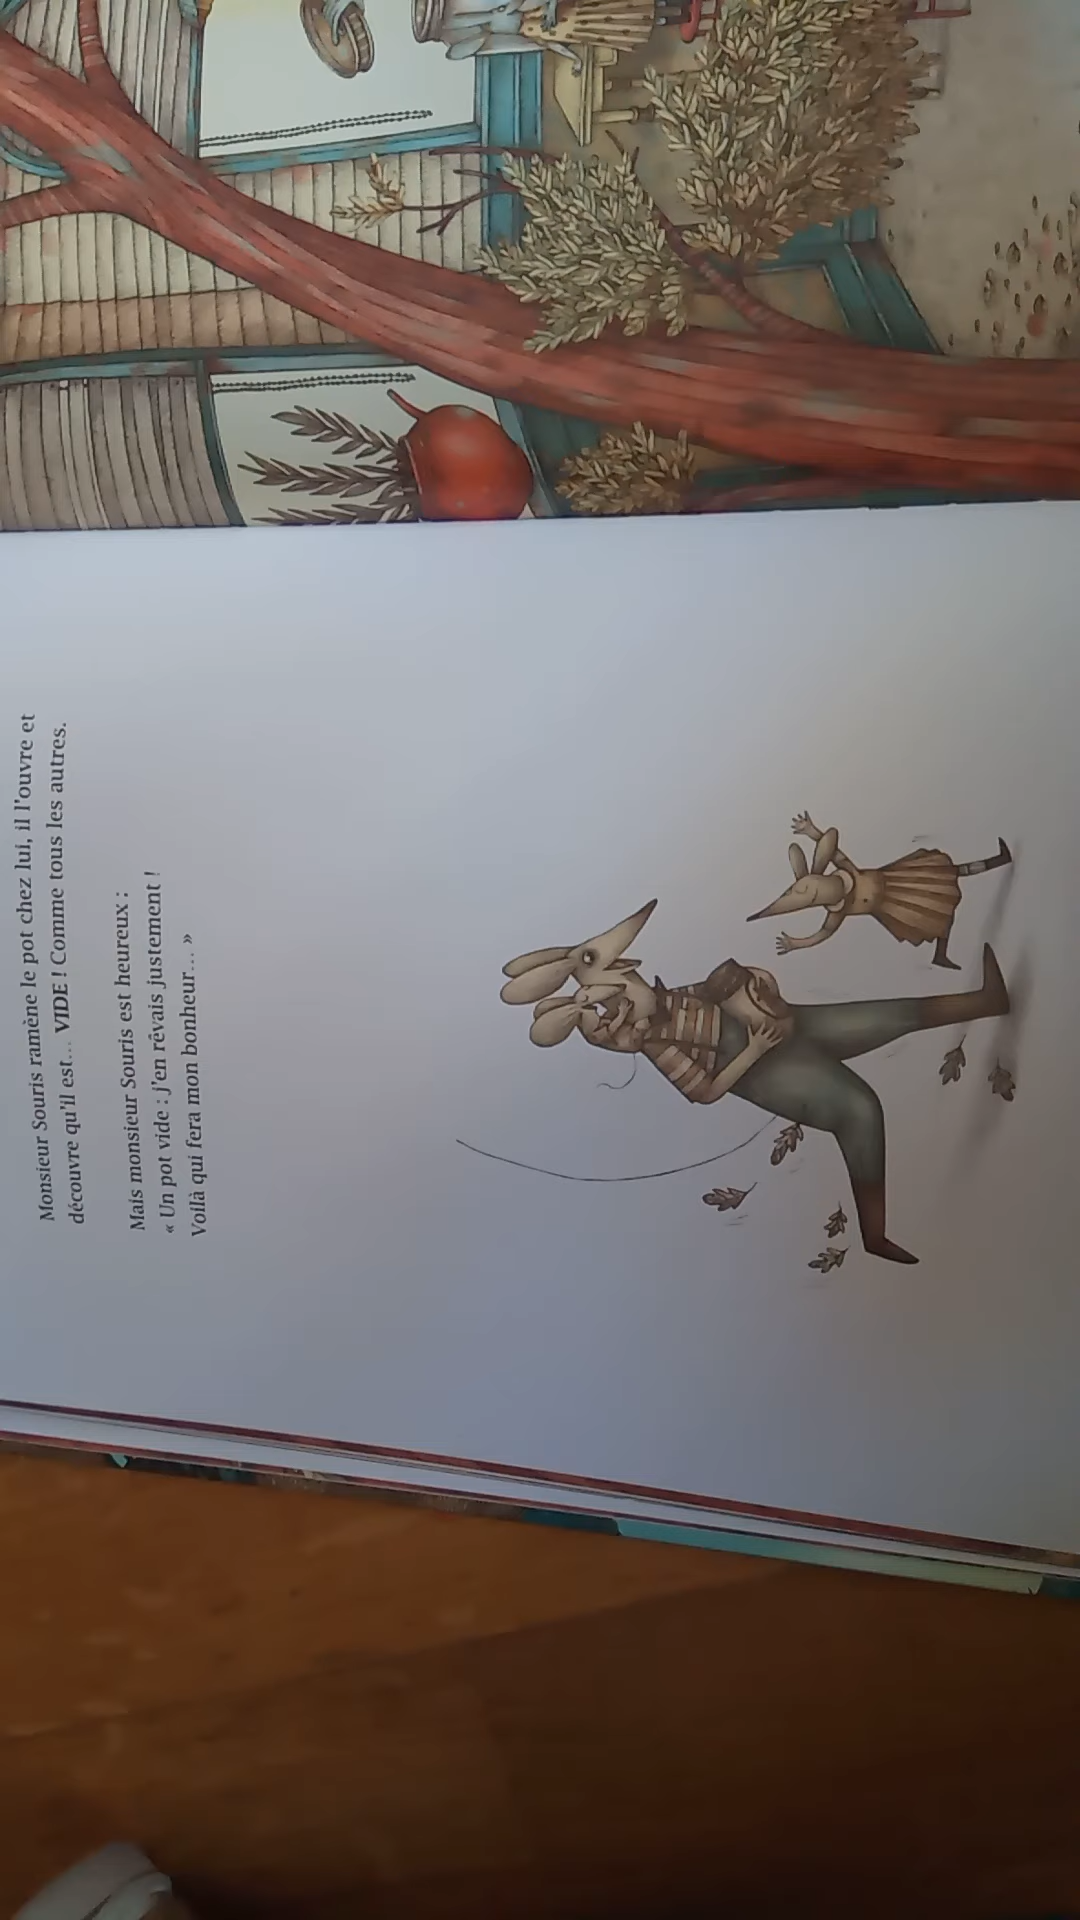 Monsieur Souris ramène le pot chez lui, il l'ouvre et
découvre qu'il est… VIDE ! Comme tous les autres.
Mais monsieur Souris est heureux :
« Un pot vide : j'en rêvais justement !
Voilà qui fera mon bonheur… »